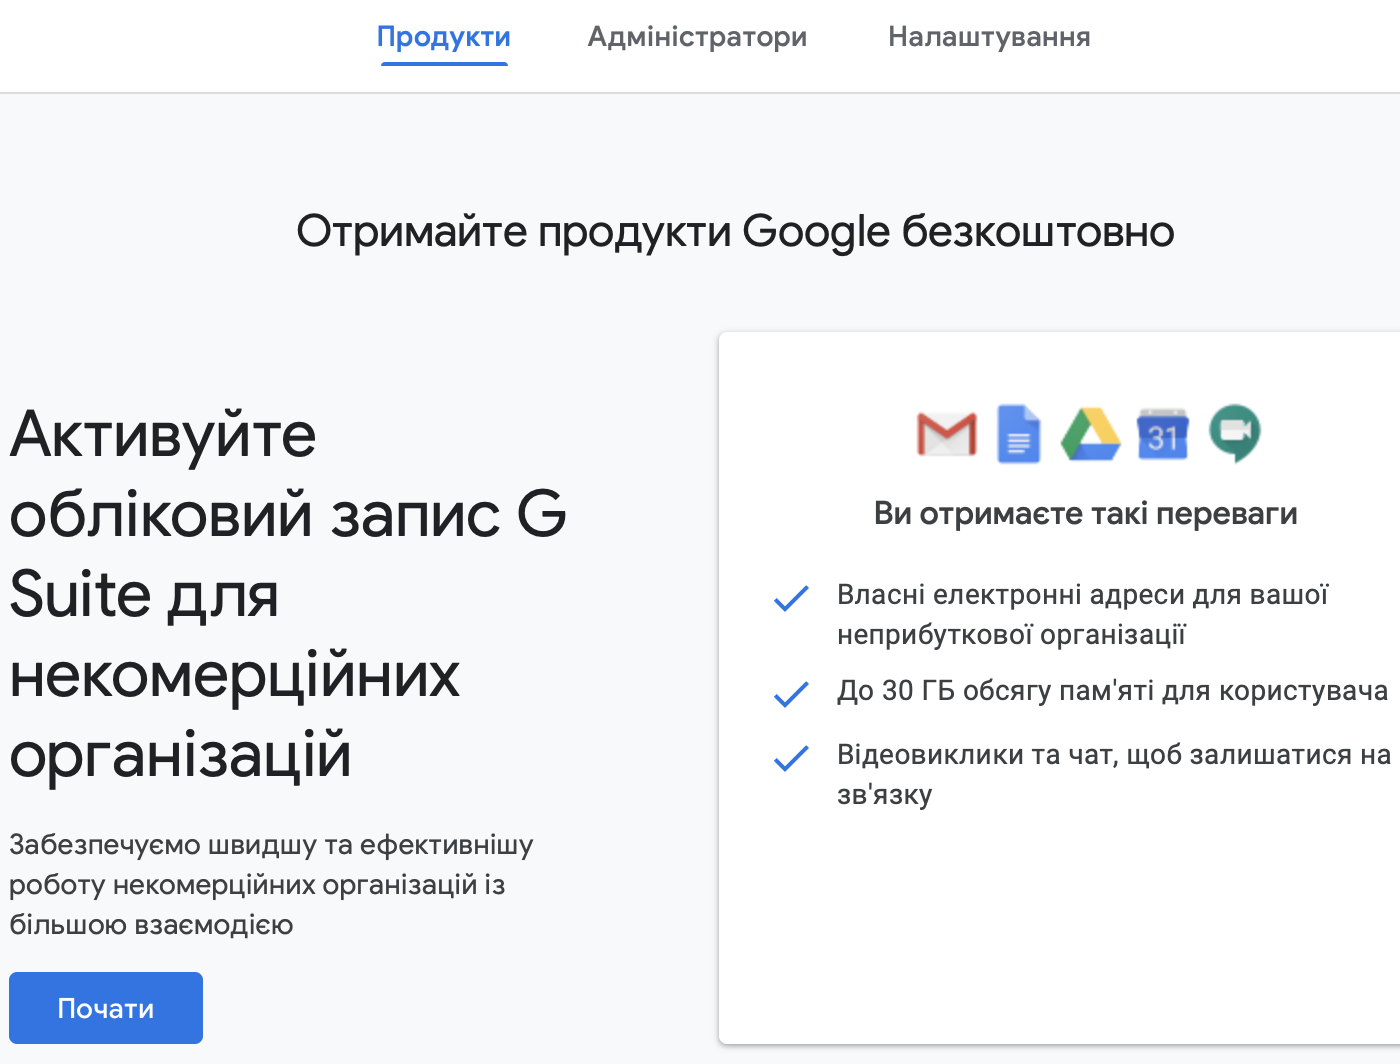 Продукти Адміністратори Налаштування
Отримайте продукти Google безкоштовно
Активуйте
обліковий запис G
Suite для
некомерційних
організацій
Забезпечуємо швидшу та ефективнішу
роботу некомерційних організацій із
більшою взаємодією
Почати
31
Ви отримаєте такі переваги
Власні електронні адреси для вашої
неприбуткової організації
До 30 ГБ обсягу пам'яті для користувача
Відеовиклики та чат, щоб залишатися на
зв'язку